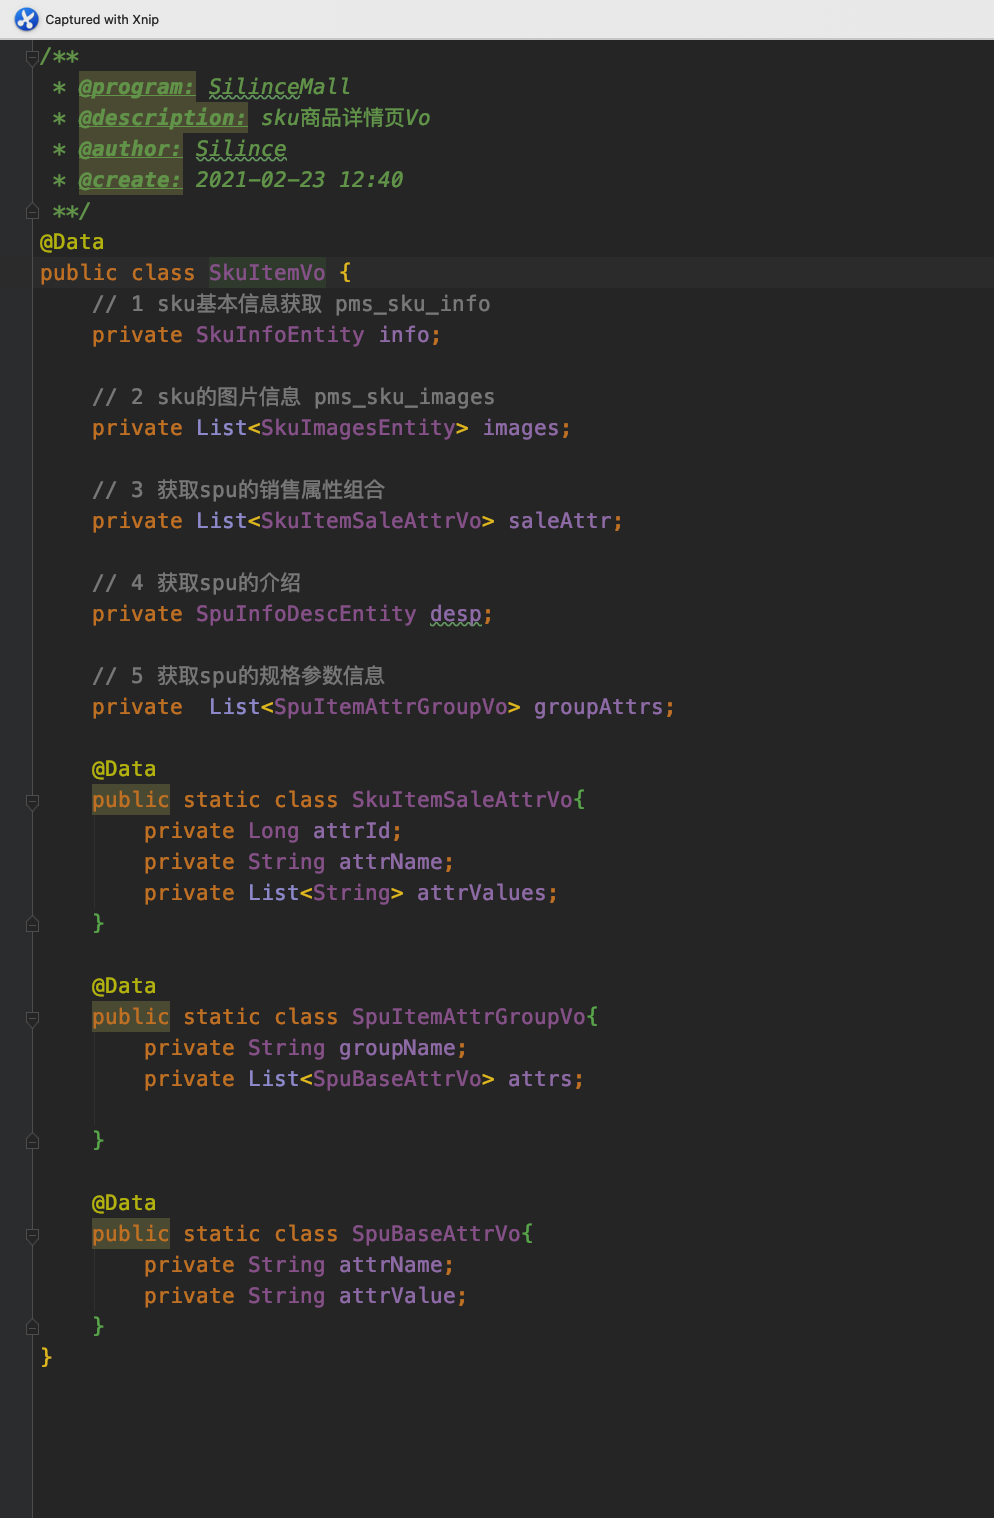 Captured with Xnip
/**
* @program: SilinceMall
* @description: sku商品详情页Vo
* @author: Silince
* @create: 2021-02-23 12:40
**/
@Data
public class SkuItemVo {
// 1 sku基本信息获取 pms_sku_info
private SkuInfoEntity info;
// 2 sku的图片信息 pms_sku_images
private List<SkuImagesEntity> images;
// 3 获取spu的销售属性组合
private List<SkuItemSaleAttrVo> saleAttr;
// 4 获取spu的介绍
private SpuInfoDescEntity desp;
// 5 获取spu的规格参数信息
private  List<SpuItemAttrGroupVo> groupAttrs;
@Data
public static class SkuItemSaleAttrVo{
private Long attrId;
private String attrName;
private List<String> attrValues;
}
@Data
public static class SpuItemAttrGroupVo{
private String groupName;
private List<SpuBaseAttrVo> attrs;
}
@Data
public static class SpuBaseAttrVo{
private String attrName;
private String attrValue;
}
}